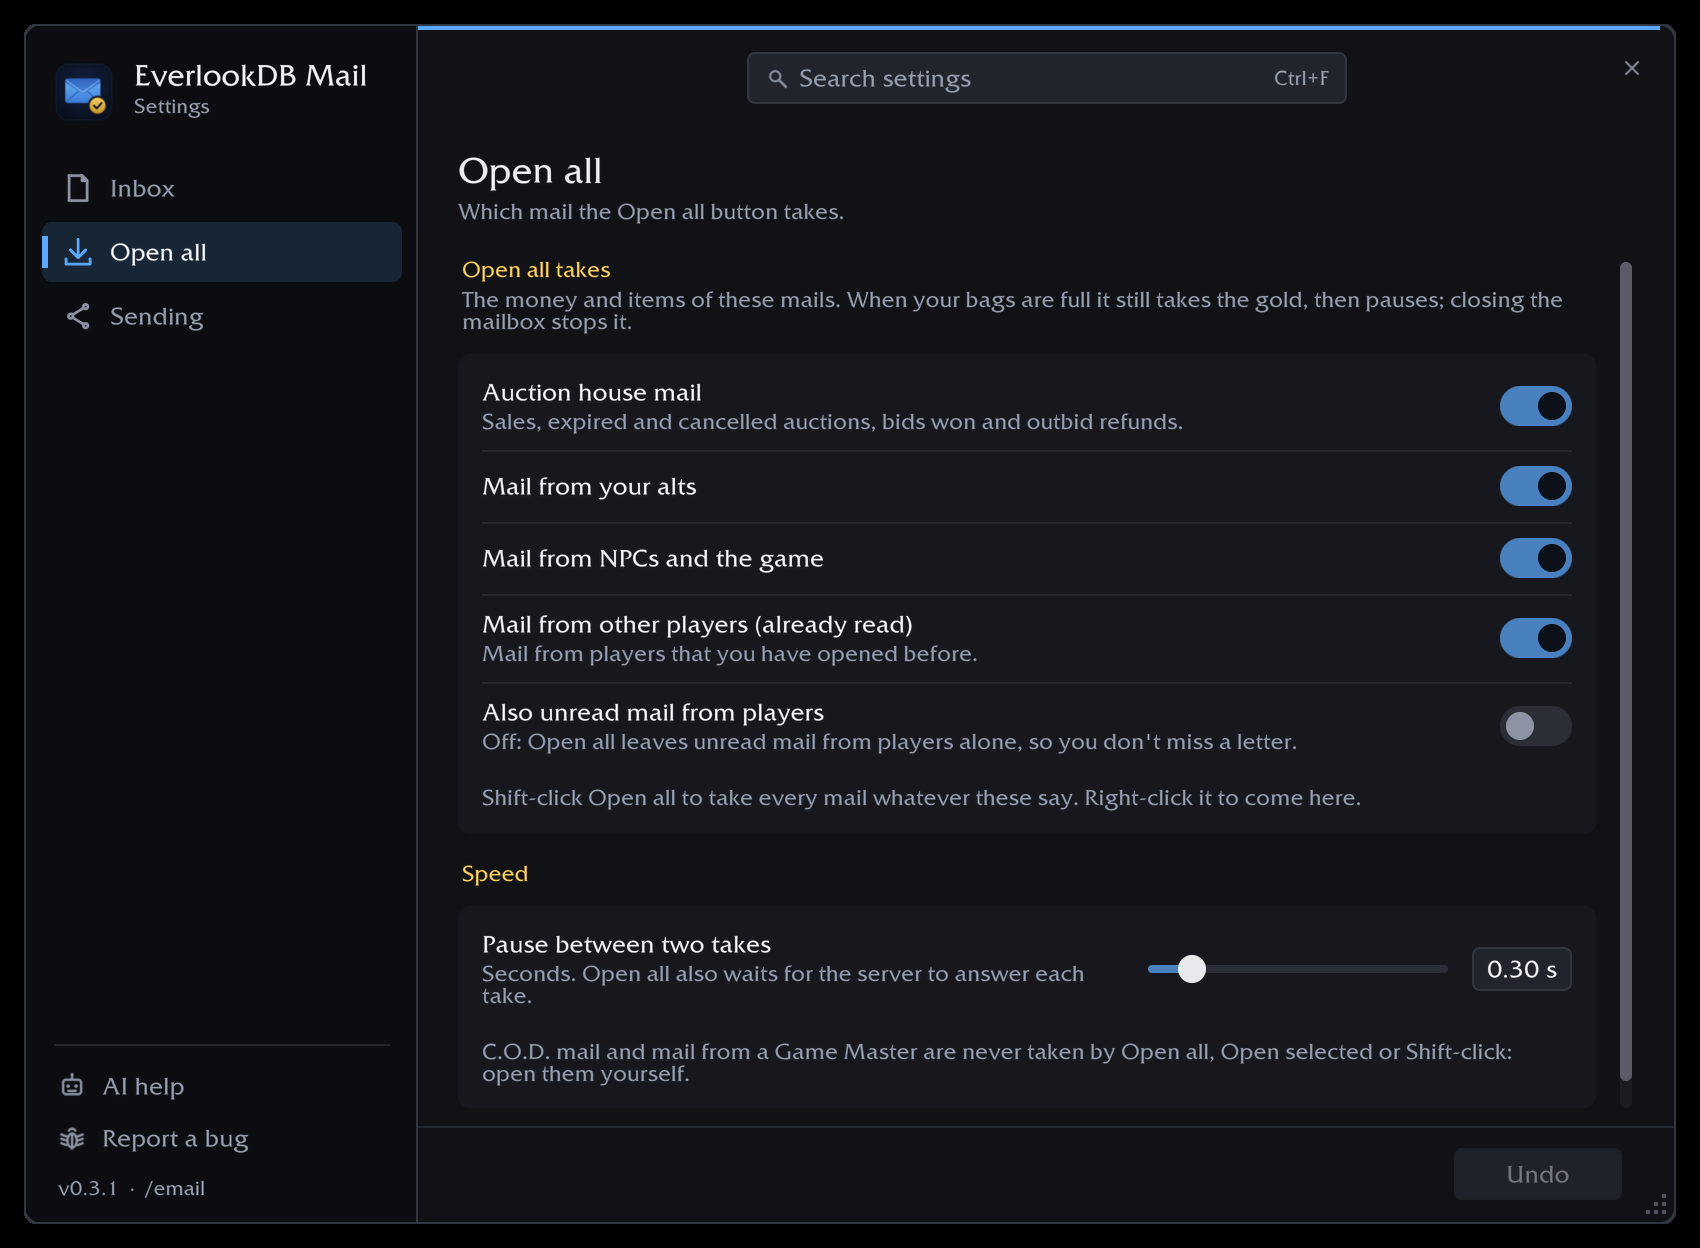 EverlookDB Mail
Settings
Inbox
Open all
Sending
AI help
Report a bug
v0.3.1 · /email
Search settings
Ctrl+F
Open all
Which mail the Open all button takes.
Open all takes
The money and items of these mails. When your bags are full it still takes the gold, then pauses; closing the
mailbox stops it.
Auction house mail
Sales, expired and cancelled auctions, bids won and outbid refunds.
Mail from your alts
Mail from NPCs and the game
Mail from other players (already read)
Mail from players that you have opened before.
Also unread mail from players
Off: Open all leaves unread mail from players alone, so you don't miss a letter.
Shift-click Open all to take every mail whatever these say. Right-click it to come here.
Speed
Pause between two takes
Seconds. Open all also waits for the server to answer each
take.
0.30 s
C.O.D. mail and mail from a Game Master are never taken by Open all, Open selected or Shift-click:
open them yourself.
Undo